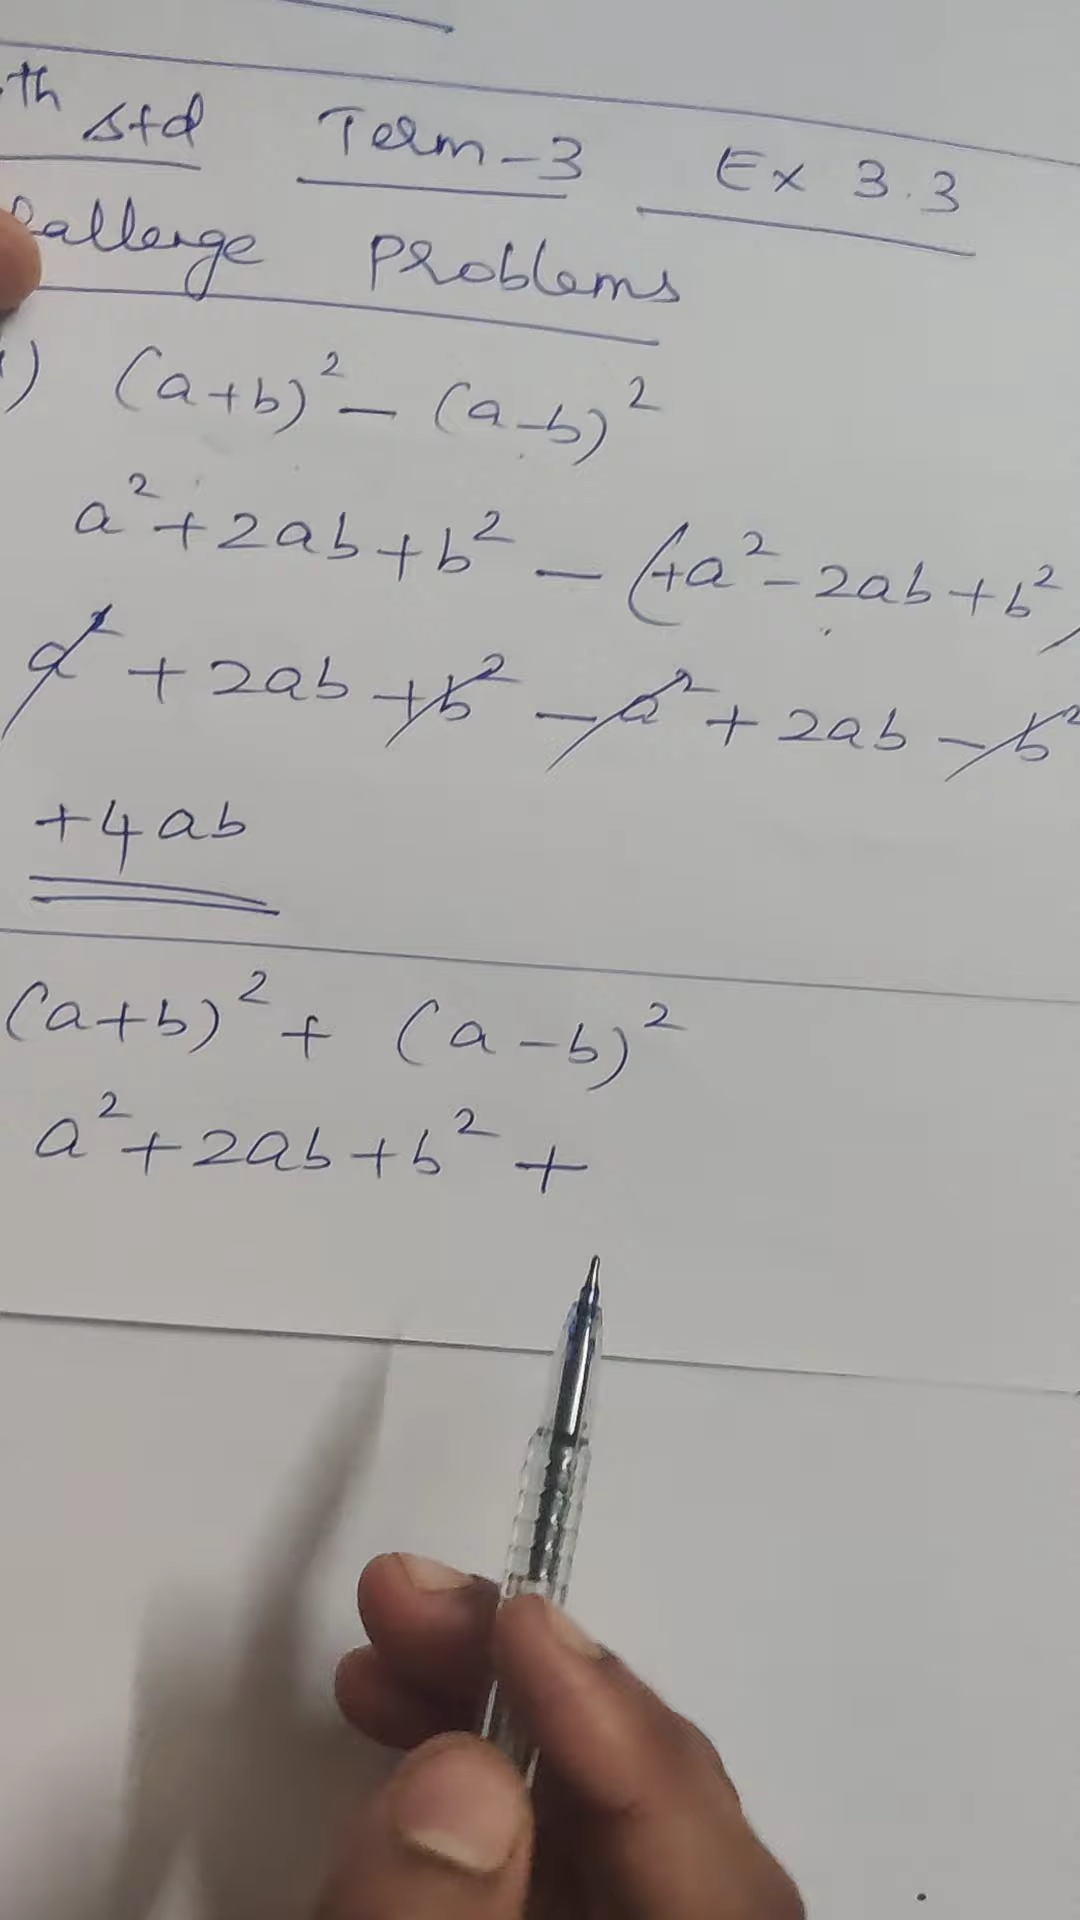 th std Term-3 Ex 3.3
Problems
(a+b)² - (a-b)²
a² + 2ab + b² - (+a² - 2ab + b²)
a² + 2ab + b² - a² + 2ab - b²
+4ab
(a+b)² + (a-b)²
a² + 2ab + b² +